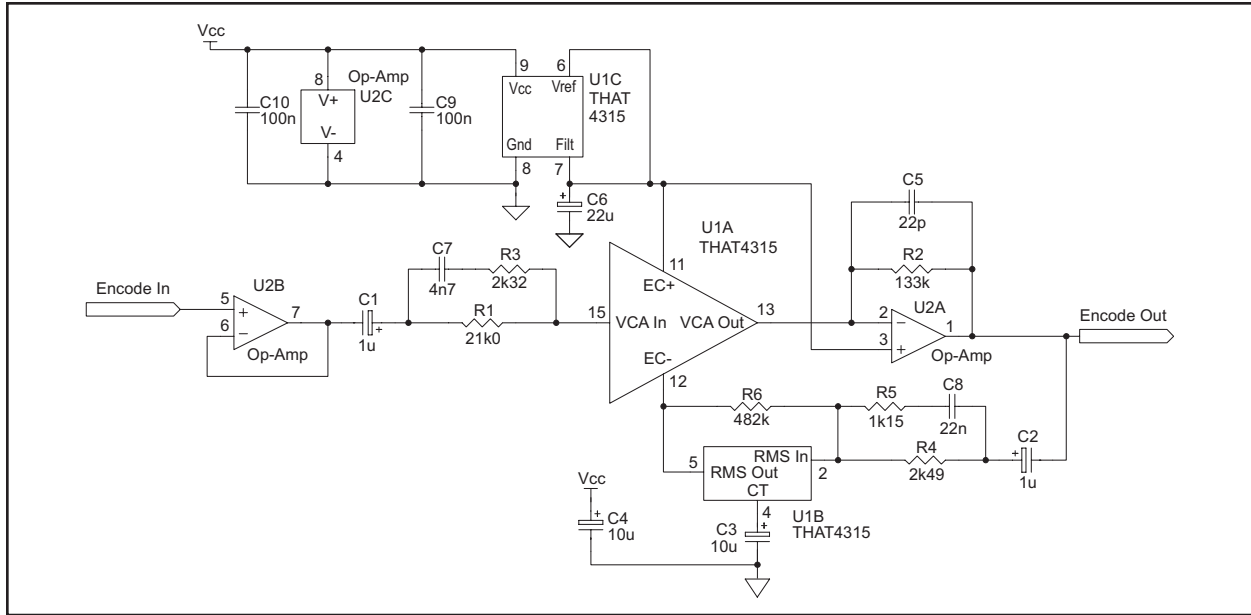 Vcc
C10
100n
8
V+
V-
4
Op-Amp
U2C
C9
100n
9
6
Vcc
Vref
Gnd
Filt
8
7
U1C
THAT
4315
C6
+
22u
U1A
THAT4315
C5
22p
R2
133k
Encode In
U2B
5
+
6
−
7
Op-Amp
C1
+
1u
C7
4n7
R3
2k32
R1
21k0
15
VCA In
11
EC+
VCA Out
13
EC-
12
U2A
2
−
3
+
1
Op-Amp
Encode Out
R6
482k
R5
1k15
C8
22n
R4
2k49
C2
+
1u
5
RMS In
RMS Out
2
CT
4
U1B
THAT4315
Vcc
C4
+
10u
C3
+
10u